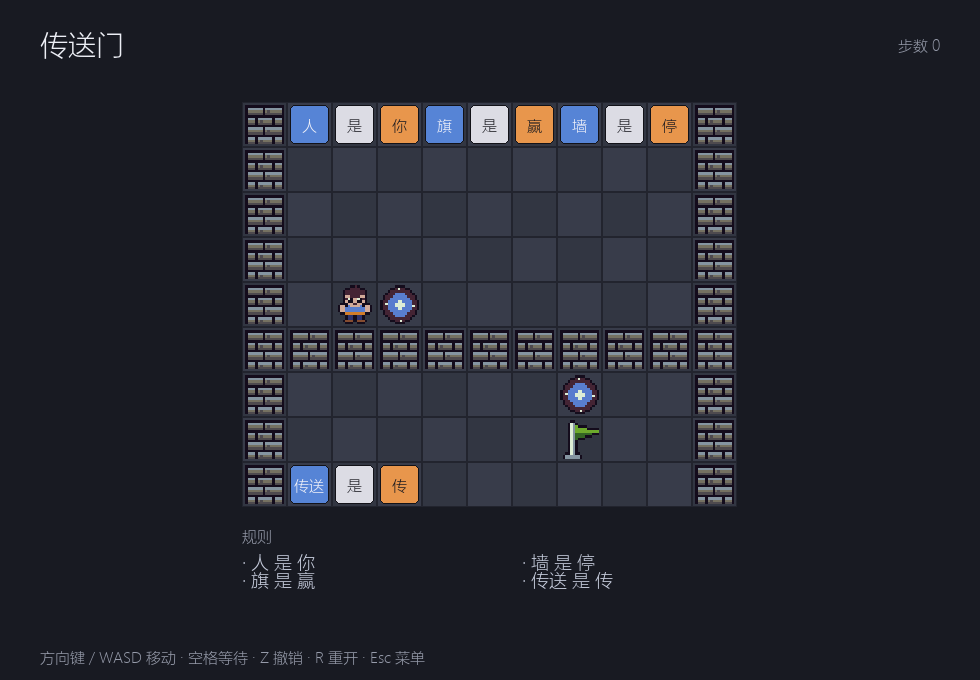 传送门
步数 0
人 是 你 旗 是 赢 墙 是 停
传送 是 传
规则
· 人 是 你
· 旗 是 赢
· 墙 是 停
· 传送 是 传
方向键 / WASD 移动 · 空格等待 · Z 撤销 · R 重开 · Esc 菜单